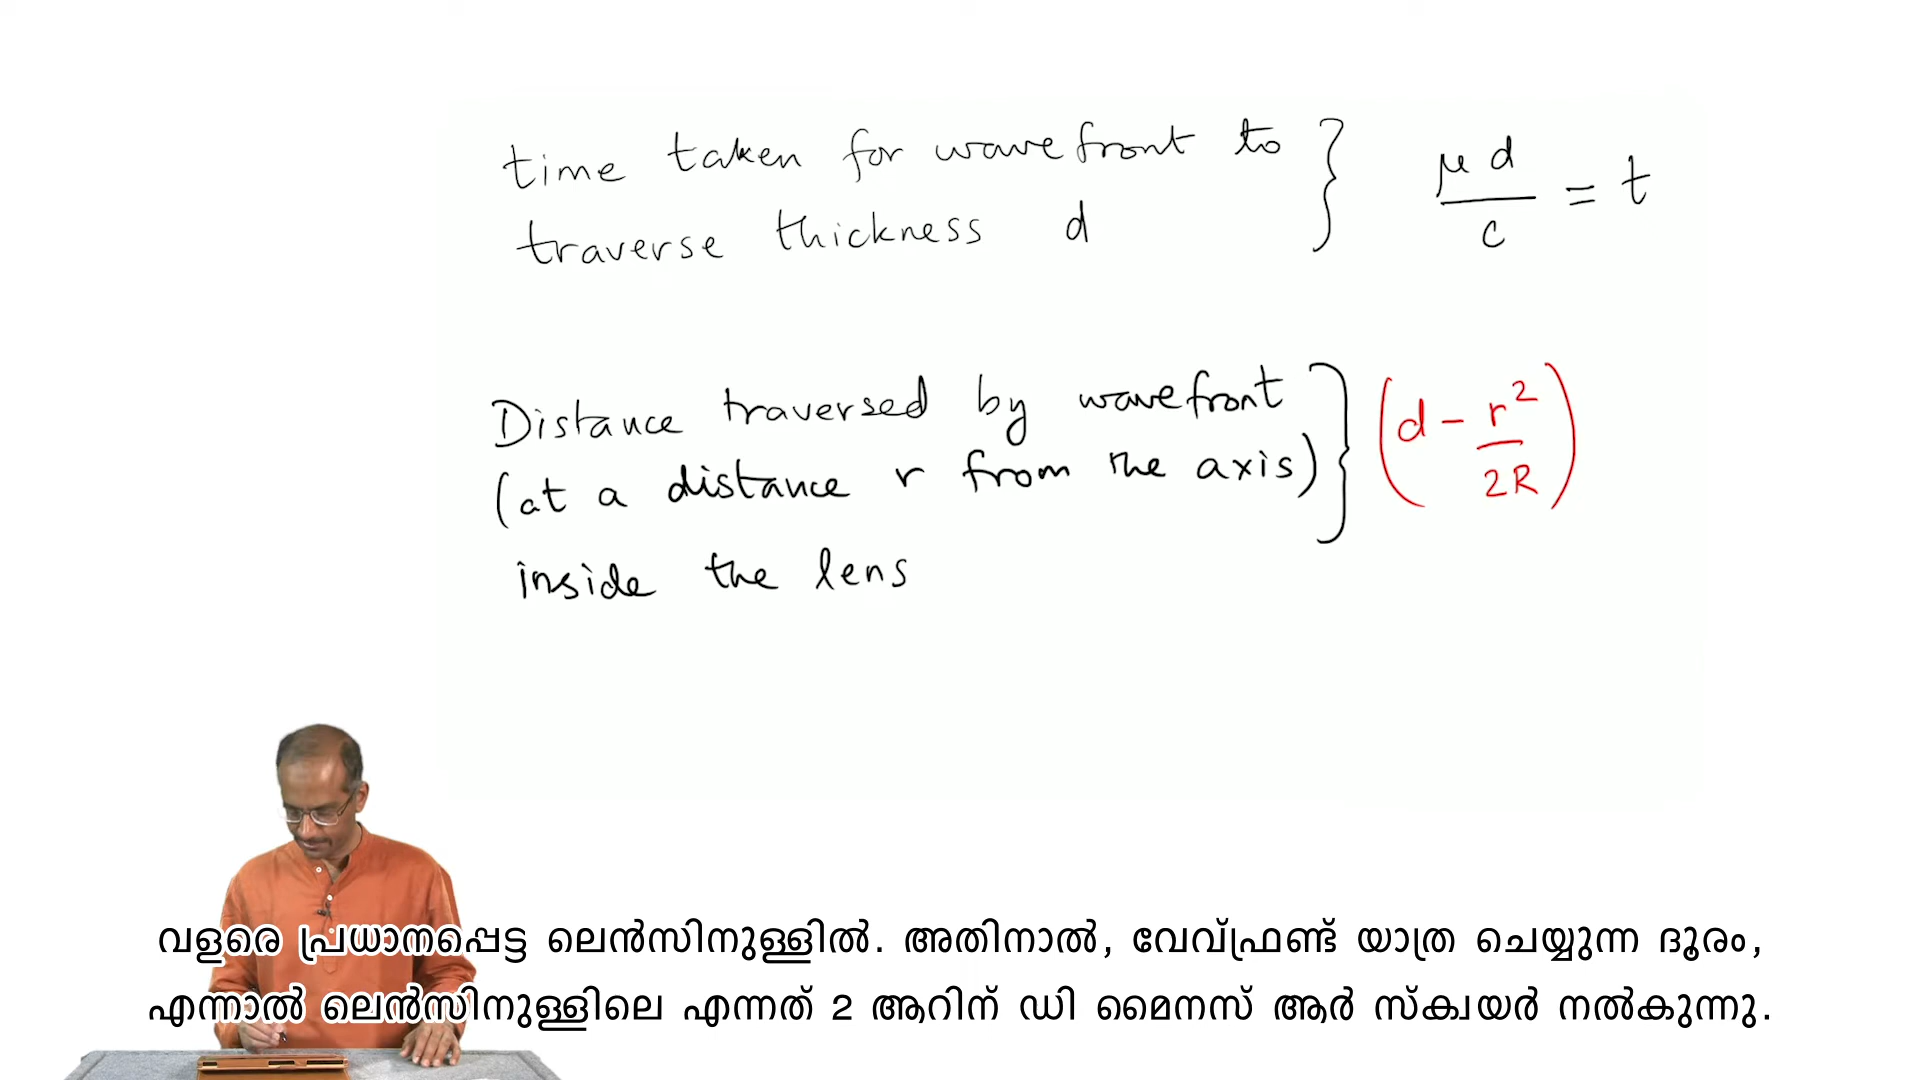 time taken for wavefront to } μd/c = t
traverse thickness d
Distance traversed by wavefront } (d - r²/2R)
(at a distance r from the axis)
inside the lens
വളരെ പ്രധാനപ്പെട്ട ലെൻസിനുള്ളിൽ. അതിനാൽ, വേവ്ഫ്രണ്ട് യാത്ര ചെയ്യുന്ന ദൂരം,
എന്നാൽ ലെൻസിനുള്ളിലെ എന്നത് 2 ആറിന് ഡി മൈനസ് ആർ സ്ക്വയർ നൽകുന്നു.